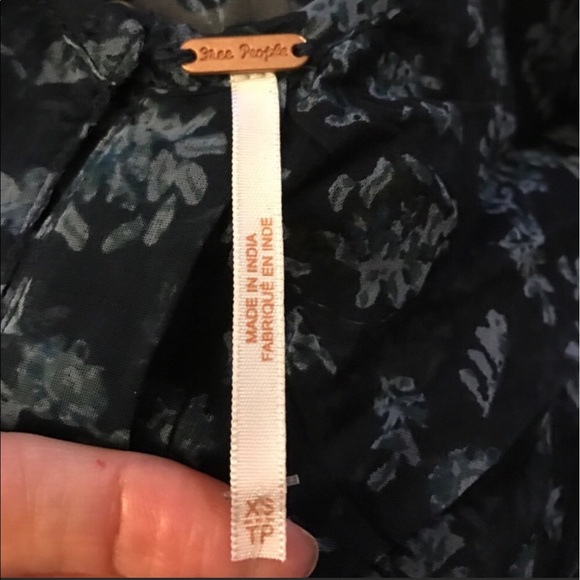 Free People
MADE IN INDIA
FABRIQUÉ EN INDE
XS
TP